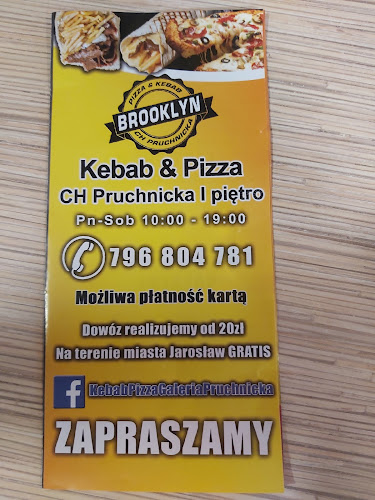 PIZZA & KEBAB
BROOKLYN
CH PRUCHNICKA
Kebab & Pizza
CH Pruchnicka I piętro
Pn-Sob 10:00 - 19:00
796 804 781
Możliwa płatność kartą
Dowóz realizujemy od 20zł
Na terenie miasta Jarosław GRATIS
f KebabPizzaGaleriaPruchnicka
ZAPRASZAMY